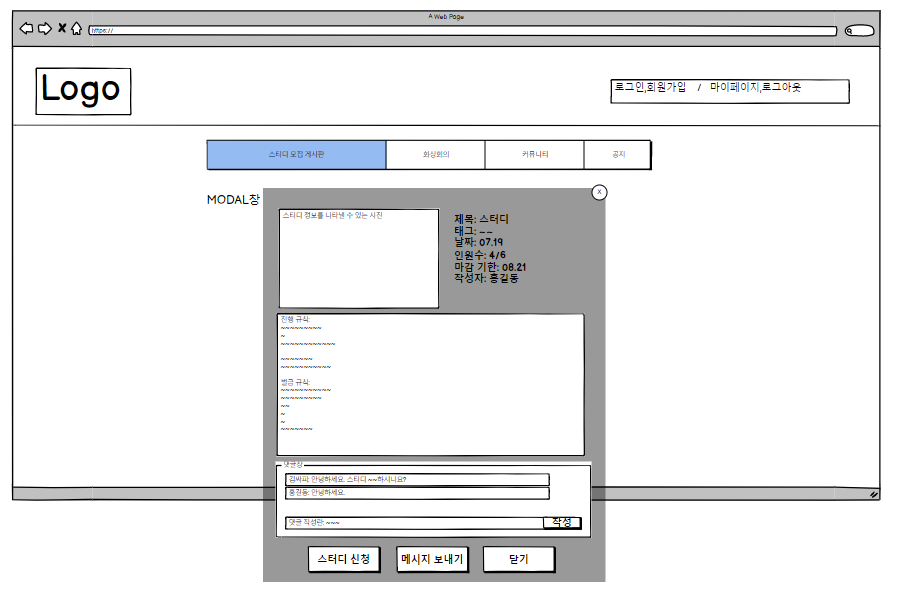 A Web Page
https://
Logo
로그인,회원가입 / 마이페이지,로그아웃
스터디 모집 게시판
화상회의
커뮤니티
공지
MODAL창
X
스터디 정보를 나타낼 수 있는 사진
제목: 스터디
태그: ~~
날짜: 07.19
인원수: 4/6
마감 기한: 08.21
작성자: 홍길동
진행 규칙:
~~~~~~~~~
~
~~~~~~~~~~~~
~~~~~~~
~~~~~~~~~~~
벌금 규칙:
~~~~~~~~~~~
~~~~~~~~~
~~
~
~
~~~~~~~
댓글창
김싸피: 안녕하세요. 스터디 ~~하시나요?
홍길동: 안녕하세요.
댓글 작성란: ~~~
작성
스터디 신청
메시지 보내기
닫기